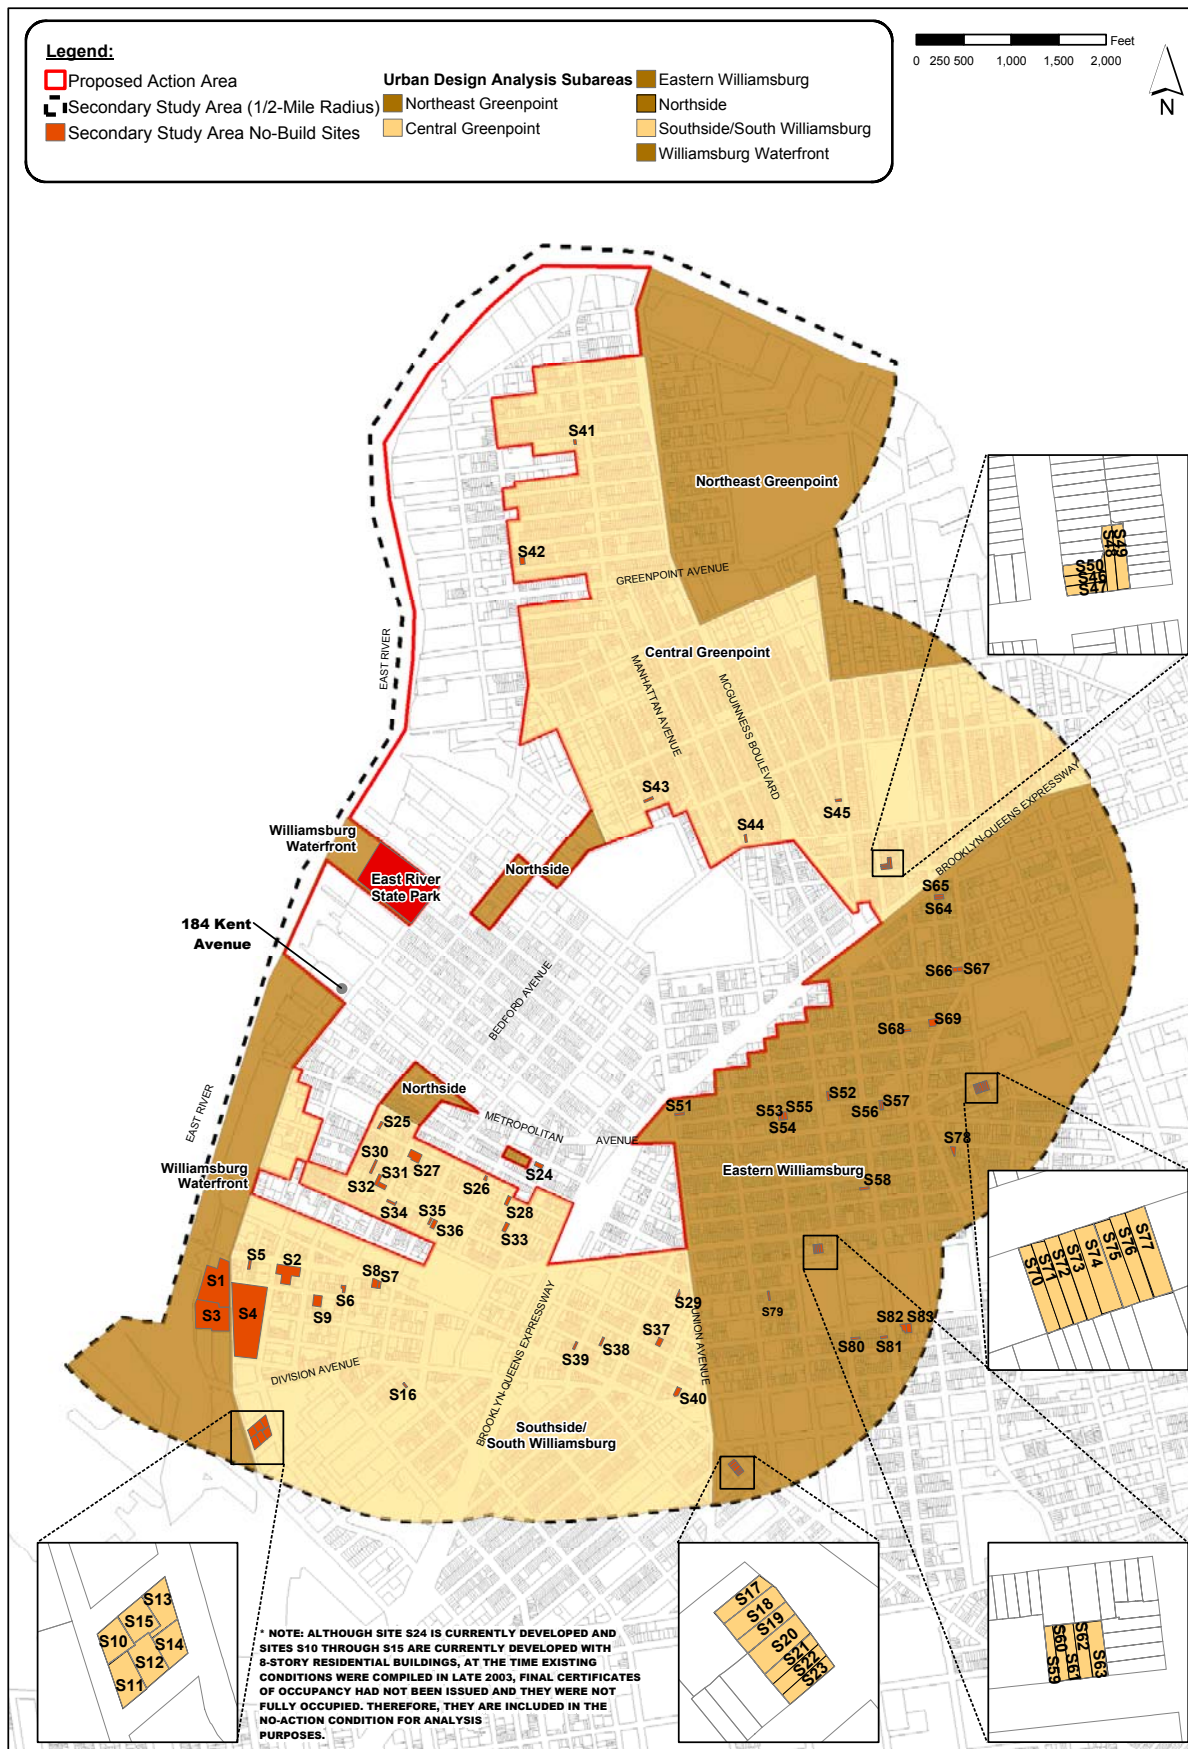 Legend:
Proposed Action Area
Secondary Study Area (1/2-Mile Radius)
Secondary Study Area No-Build Sites
Urban Design Analysis Subareas
Northeast Greenpoint
Central Greenpoint
Eastern Williamsburg
Northside
Southside/South Williamsburg
Williamsburg Waterfront
Feet
0 250 500 1,000 1,500 2,000
N
S41
Northeast Greenpoint
S42
GREENPOINT AVENUE
S48
S49
S50
S46
S47
EAST RIVER
Central Greenpoint
MANHATTAN AVENUE
MCGUINNESS BOULEVARD
S43
S44
S45
BROOKLYN-QUEENS EXPRESSWAY
Williamsburg
Waterfront
Northside
East River
State Park
S65
S64
184 Kent
Avenue
S66
S67
BEDFORD AVENUE
S68
S69
Northside
EAST RIVER
METROPOLITAN
AVENUE
S51
S52
S53
S55
S54
S56
S57
S25
S30
S31
S27
S32
S26
S24
S78
Williamsburg
Waterfront
Eastern Williamsburg
S58
S34
S35
S36
S28
S33
S70
S71
S72
S73
S74
S75
S76
S77
S5
S2
S1
S3
S4
S8
S7
S6
S9
S29
S79
S82
S83
S80
S81
S37
S38
S39
UNION AVENUE
DIVISION AVENUE
BROOKLYN-QUEENS EXPRESSWAY
S16
S40
Southside/
South Williamsburg
S13
S15
S10
S14
S12
S11
S17
S18
S19
S20
S21
S22
S23
S60
S62
S59
S61
S63
* NOTE: ALTHOUGH SITE S24 IS CURRENTLY DEVELOPED AND
SITES S10 THROUGH S15 ARE CURRENTLY DEVELOPED WITH
8-STORY RESIDENTIAL BUILDINGS, AT THE TIME EXISTING
CONDITIONS WERE COMPILED IN LATE 2003, FINAL CERTIFICATES
OF OCCUPANCY HAD NOT BEEN ISSUED AND THEY WERE NOT
FULLY OCCUPIED. THEREFORE, THEY ARE INCLUDED IN THE
NO-ACTION CONDITION FOR ANALYSIS
PURPOSES.